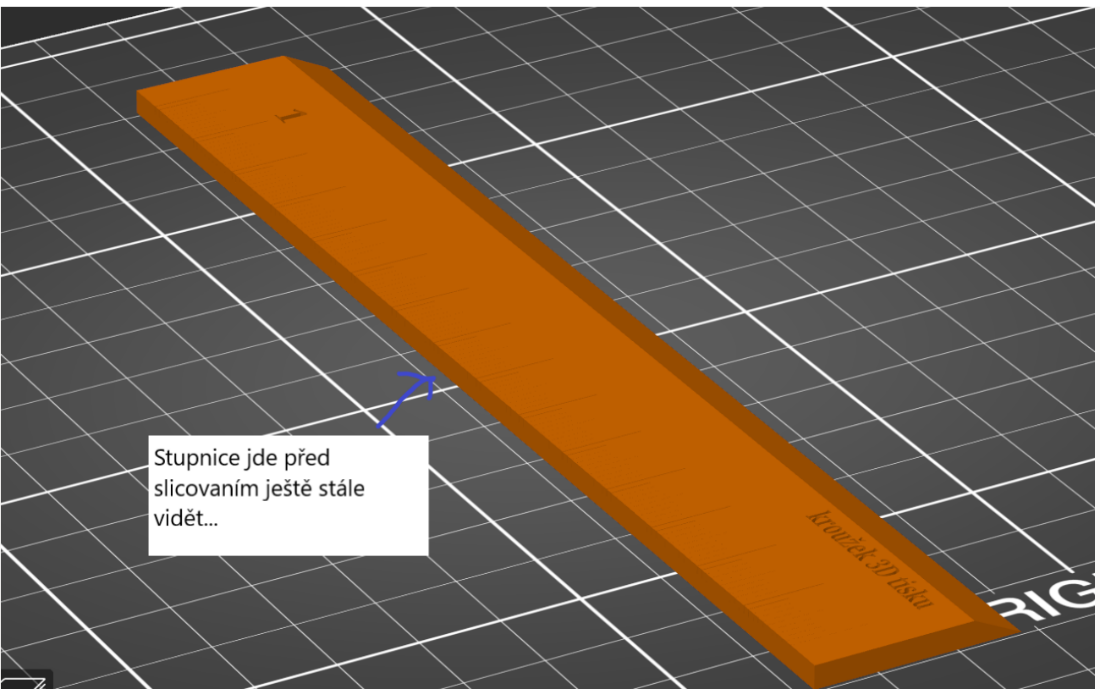 1
Stupnice jde před
slicovaním ještě stále
vidět...
kroužek 3D tisku
RIG